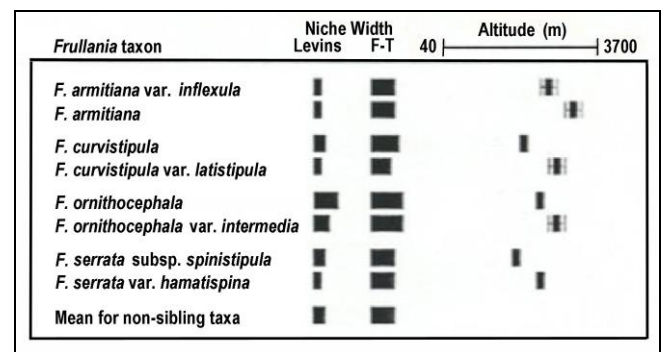 Niche Width Altitude (m)
Frullania taxon Levins F-T 40 3700
F. armitiana var. inflexula
F. armitiana
F. curvistipula
F. curvistipula var. latistipula
F. ornithocephala
F. ornithocephala var. intermedia
F. serrata subsp. spinistipula
F. serrata var. hamatispina
Mean for non-sibling taxa